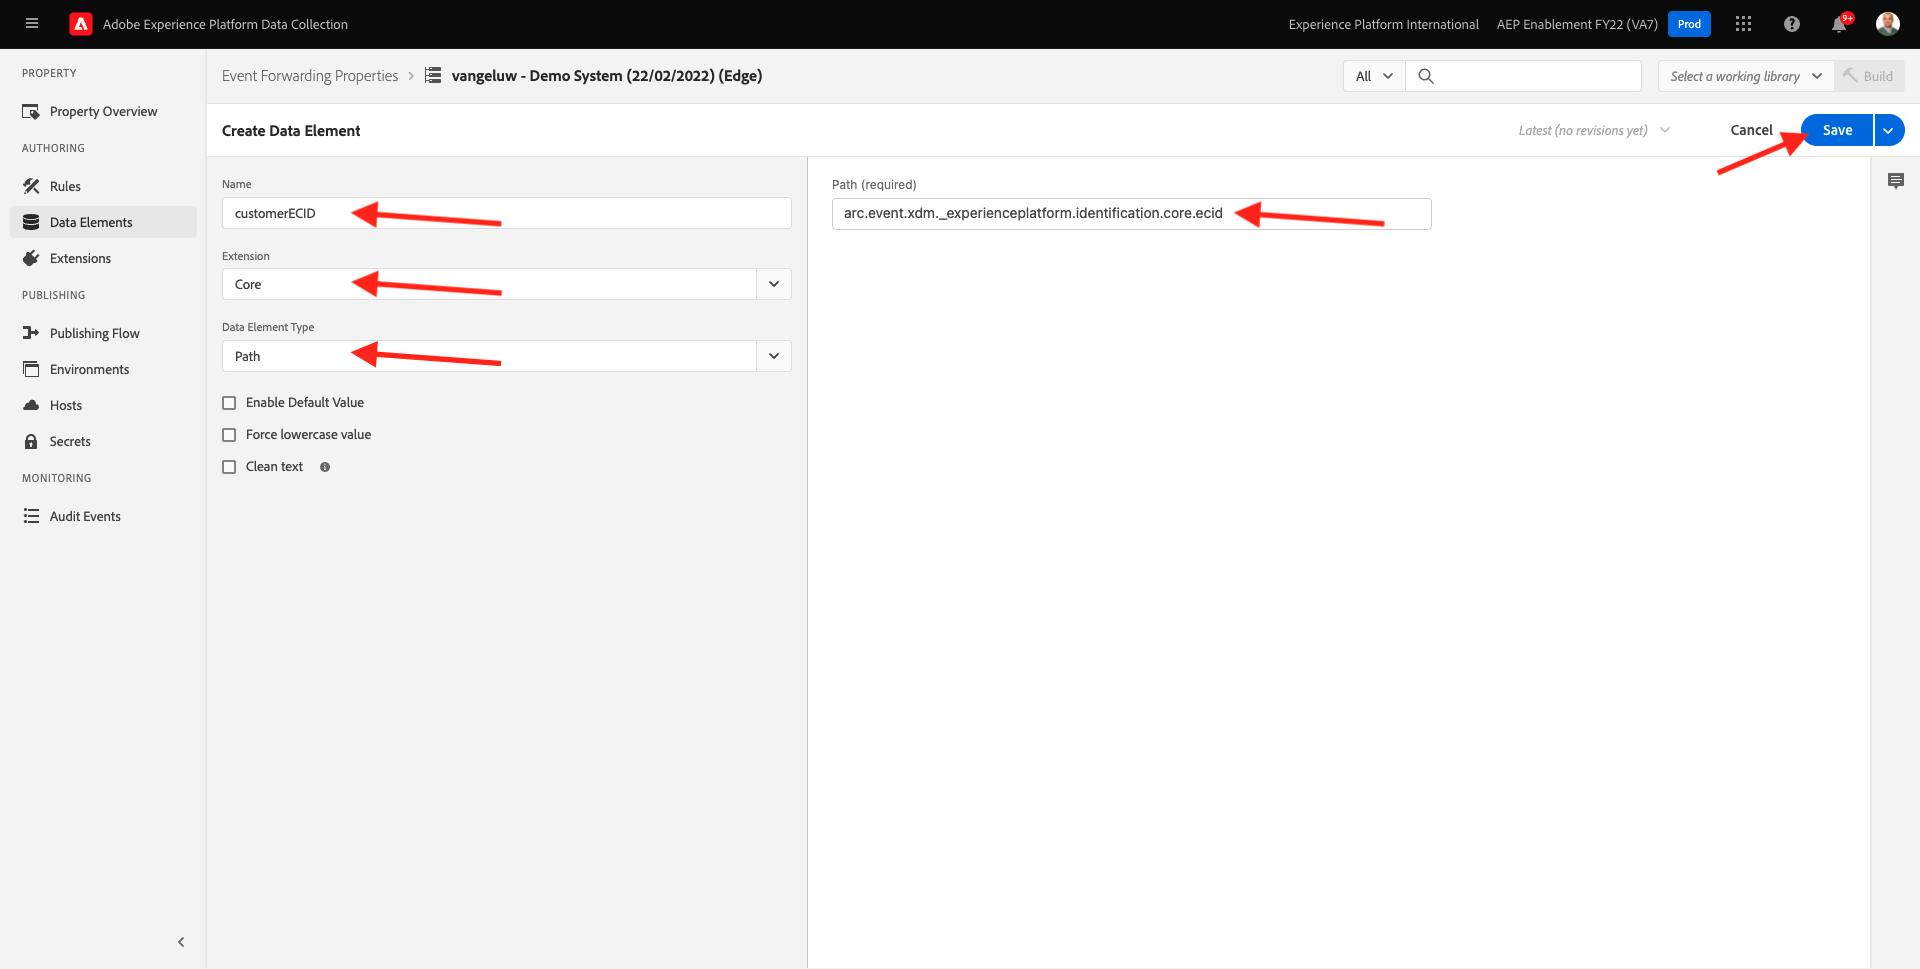 Adobe Experience Platform Data Collection
Experience Platform International
AEP Enablement FY22 (VA7)
Prod
9+
PROPERTY
Property Overview
AUTHORING
Rules
Data Elements
Extensions
PUBLISHING
Publishing Flow
Environments
Hosts
Secrets
MONITORING
Audit Events
Event Forwarding Properties
vangeluw - Demo System (22/02/2022) (Edge)
All
Select a working library
Build
Create Data Element
Latest (no revisions yet)
Cancel
Save
Name
customerECID
Extension
Core
Data Element Type
Path
Enable Default Value
Force lowercase value
Clean text
Path (required)
arc.event.xdm._experienceplatform.identification.core.ecid